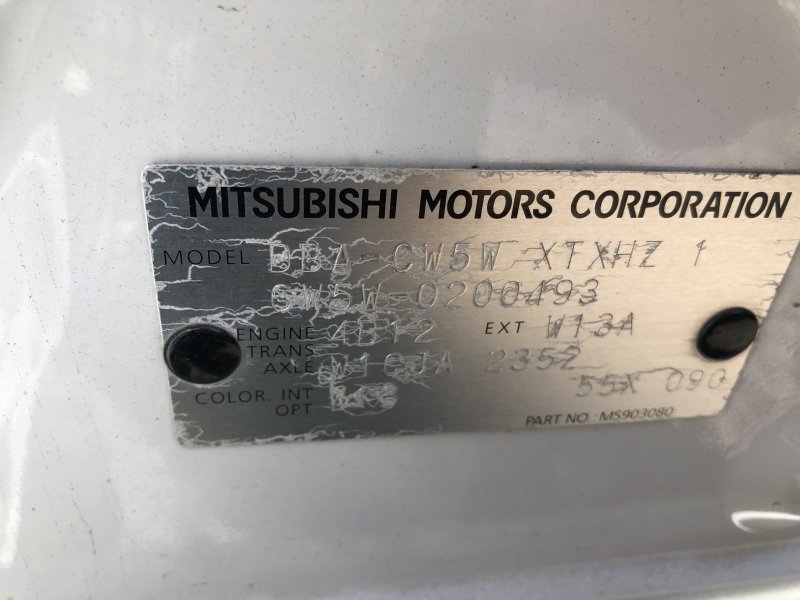 MITSUBISHI MOTORS CORPORATION
MODEL DBA-CW5W XTXHZ 1
CW5W-0200493
ENGINE 4B12 EXT W13A
TRANS
AXLE W1CJA 2352
COLOR. INT 55X 090
OPT
PART NO. MS903080